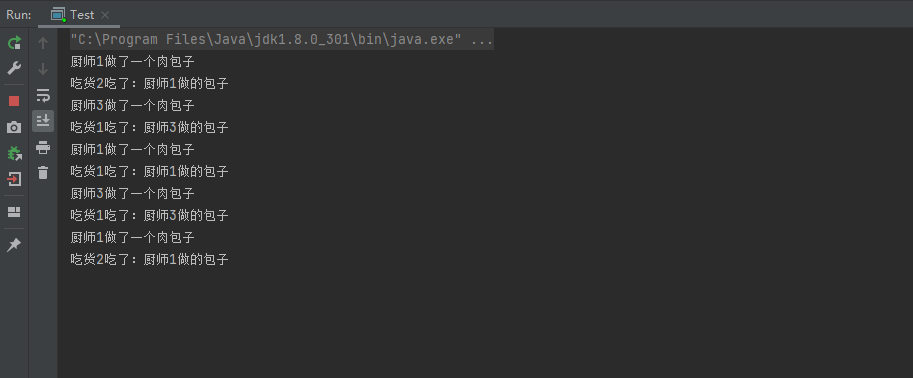 Run: Test
"C:\Program Files\Java\jdk1.8.0_301\bin\java.exe" ...
厨师1做了一个肉包子
吃货2吃了：厨师1做的包子
厨师3做了一个肉包子
吃货1吃了：厨师3做的包子
厨师1做了一个肉包子
吃货1吃了：厨师1做的包子
厨师3做了一个肉包子
吃货1吃了：厨师3做的包子
厨师1做了一个肉包子
吃货2吃了：厨师1做的包子